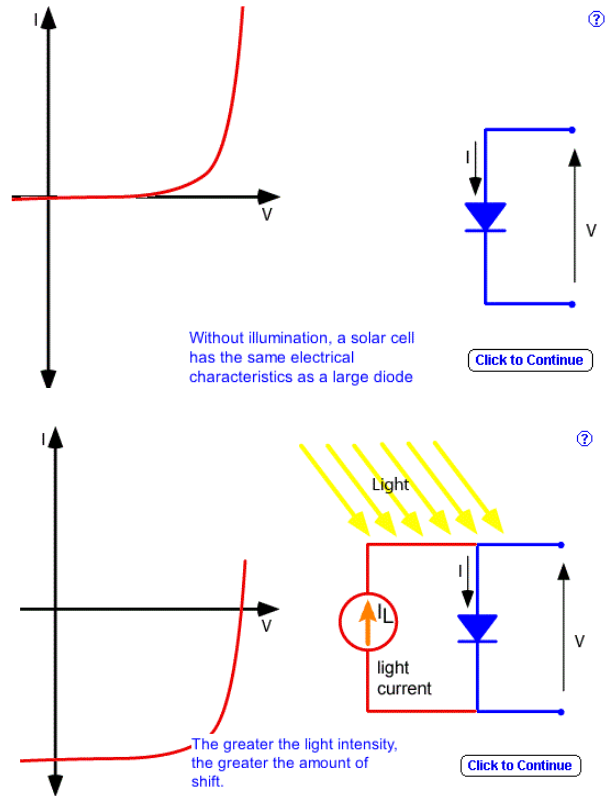 I
?
V
I
V
Without illumination, a solar cell
has the same electrical
characteristics as a large diode
Click to Continue
I
?
Light
V
I
IL
V
light
current
The greater the light intensity,
the greater the amount of
shift.
Click to Continue